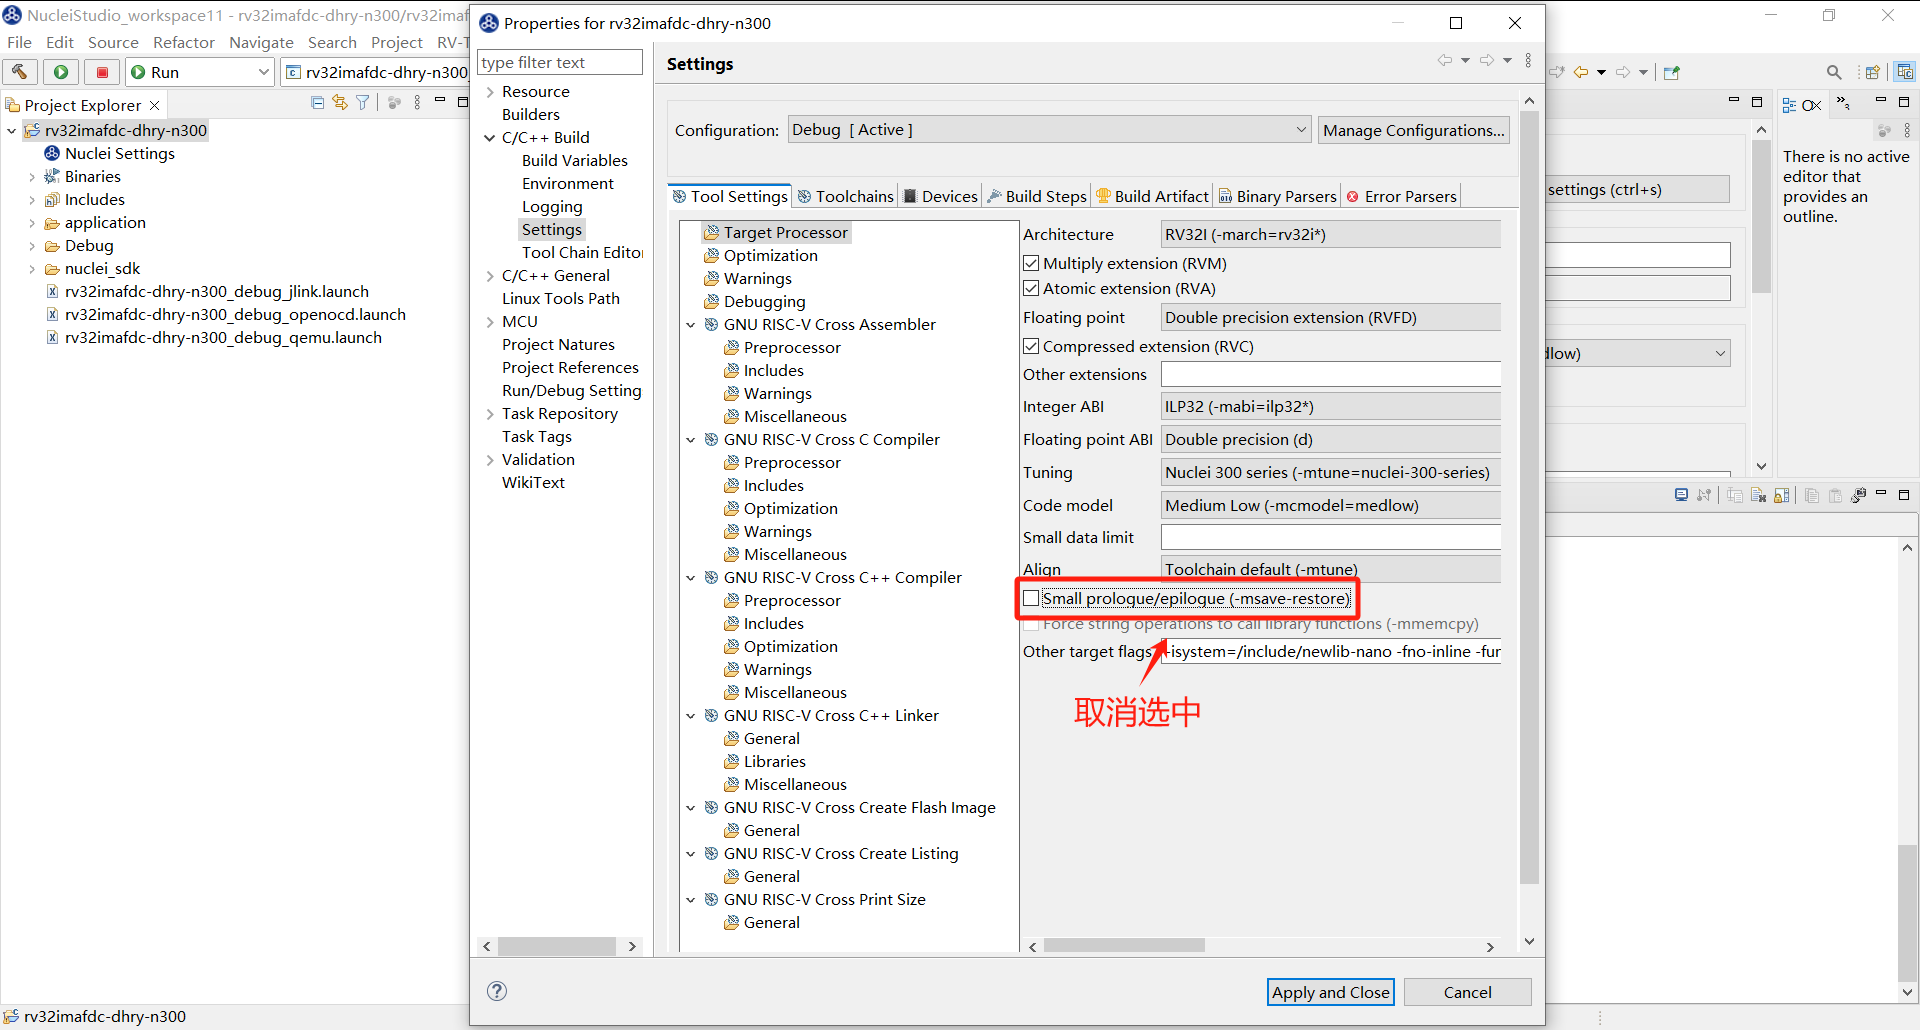 NucleiStudio_workspace11 - rv32imafdc-dhry-n300/rv32imaf
File Edit Source Refactor Navigate Search Project RV-T
Run
rv32imafdc-dhry-n300_
Project Explorer
rv32imafdc-dhry-n300
Nuclei Settings
Binaries
Includes
application
Debug
nuclei_sdk
rv32imafdc-dhry-n300_debug_jlink.launch
rv32imafdc-dhry-n300_debug_openocd.launch
rv32imafdc-dhry-n300_debug_qemu.launch
rv32imafdc-dhry-n300
Properties for rv32imafdc-dhry-n300
type filter text
Resource
Builders
C/C++ Build
Build Variables
Environment
Logging
Settings
Tool Chain Editor
C/C++ General
Linux Tools Path
MCU
Project Natures
Project References
Run/Debug Setting
Task Repository
Task Tags
Validation
WikiText
Settings
Configuration:
Debug [ Active ]
Manage Configurations...
Tool Settings
Toolchains
Devices
Build Steps
Build Artifact
Binary Parsers
Error Parsers
Target Processor
Optimization
Warnings
Debugging
GNU RISC-V Cross Assembler
Preprocessor
Includes
Warnings
Miscellaneous
GNU RISC-V Cross C Compiler
Preprocessor
Includes
Optimization
Warnings
Miscellaneous
GNU RISC-V Cross C++ Compiler
Preprocessor
Includes
Optimization
Warnings
Miscellaneous
GNU RISC-V Cross C++ Linker
General
Libraries
Miscellaneous
GNU RISC-V Cross Create Flash Image
General
GNU RISC-V Cross Create Listing
General
GNU RISC-V Cross Print Size
General
Architecture RV32I (-march=rv32i*)
Multiply extension (RVM)
Atomic extension (RVA)
Floating point Double precision extension (RVFD)
Compressed extension (RVC)
Other extensions
Integer ABI ILP32 (-mabi=ilp32*)
Floating point ABI Double precision (d)
Tuning Nuclei 300 series (-mtune=nuclei-300-series)
Code model Medium Low (-mcmodel=medlow)
Small data limit
Align Toolchain default (-mtune)
Small prologue/epilogue (-msave-restore)
Force string operations to call library functions (-mmemcpy)
Other target flags -isystem=/include/newlib-nano -fno-inline -fun
取消选中
Apply and Close
Cancel
settings (ctrl+s)
dlow)
3
There is no active
editor that
provides an
outline.